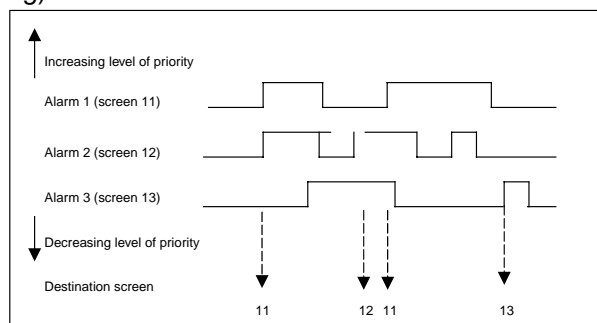 Increasing level of priority
Alarm 1 (screen 11)
Alarm 2 (screen 12)
Alarm 3 (screen 13)
Decreasing level of priority
Destination screen
11 12 11 13